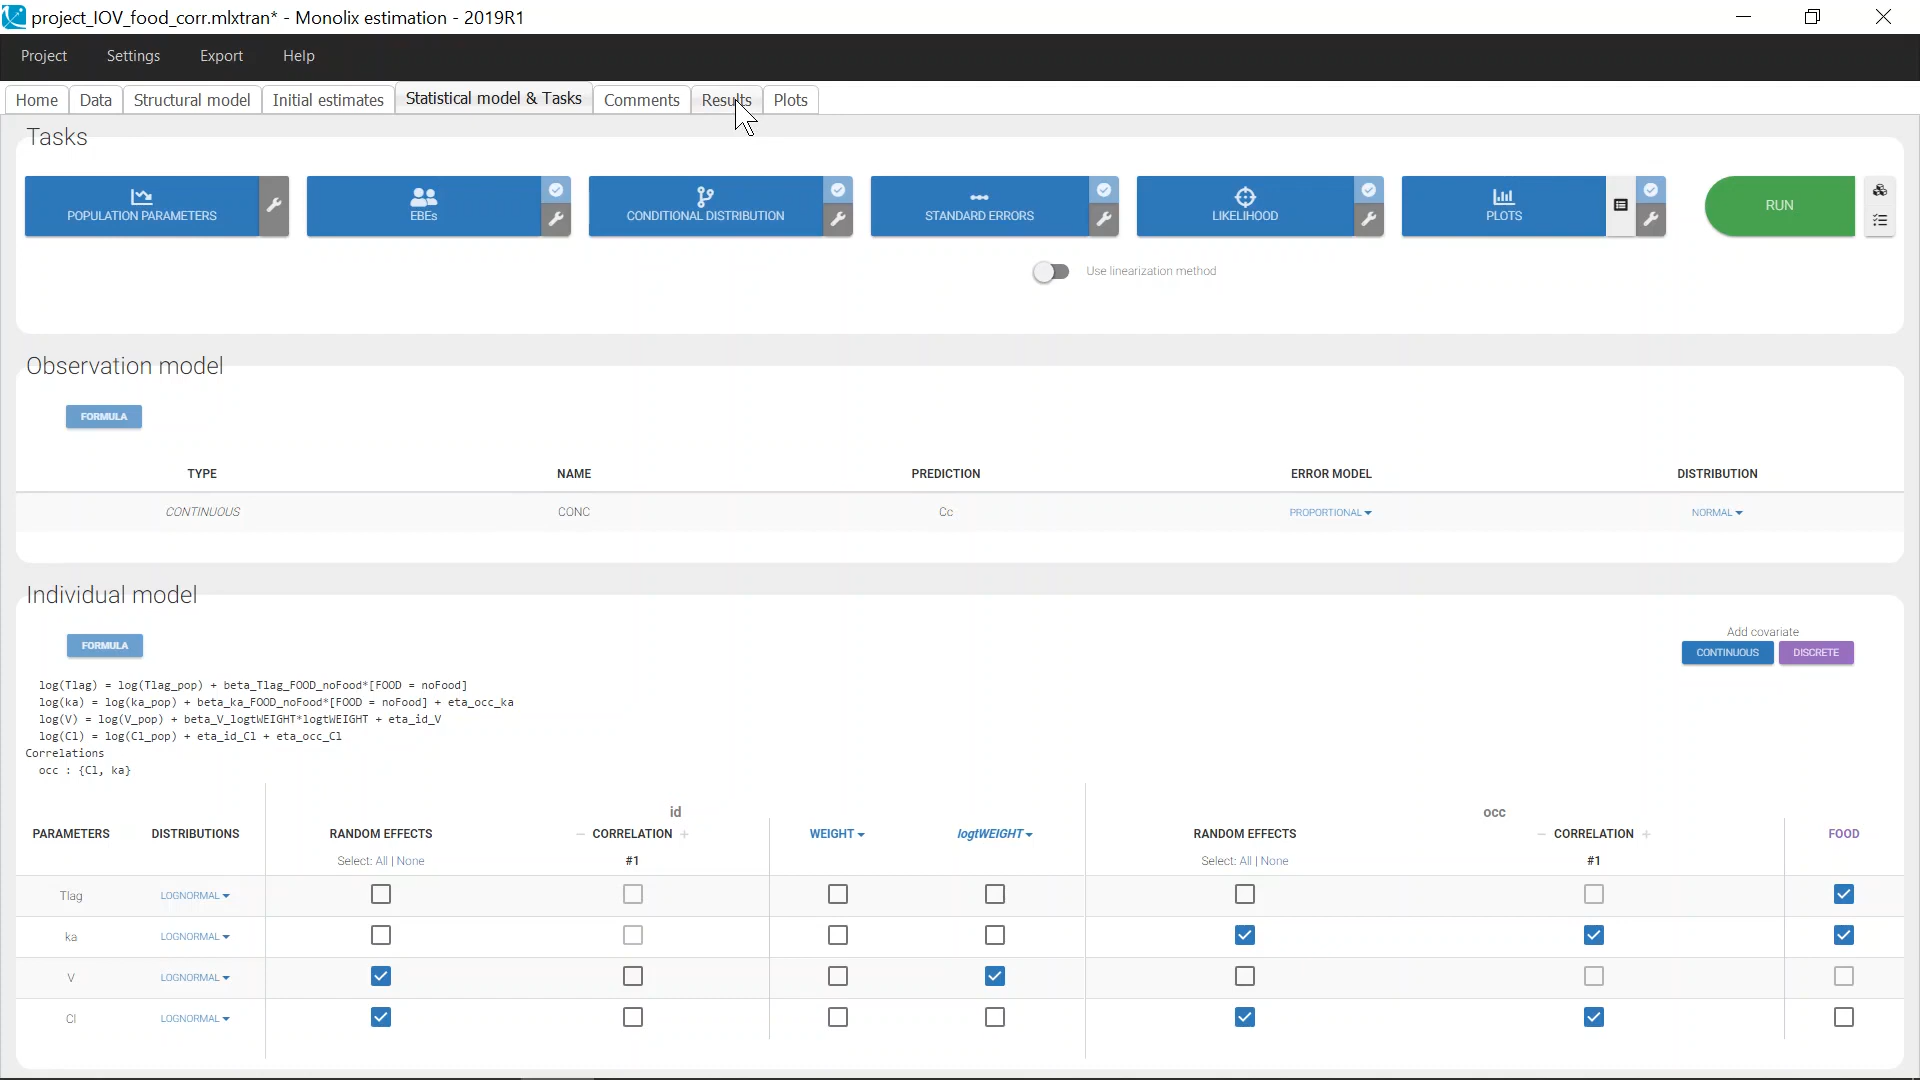 project_IOV_food_corr.mlxtran* - Monolix estimation - 2019R1
Project Settings Export Help
Home Data Structural model Initial estimates Statistical model & Tasks Comments Results Plots
Tasks
POPULATION PARAMETERS EBEs CONDITIONAL DISTRIBUTION STANDARD ERRORS LIKELIHOOD PLOTS RUN
Use linearization method
Observation model
FORMULA
TYPE NAME PREDICTION ERROR MODEL DISTRIBUTION
CONTINUOUS CONC Cc PROPORTIONAL NORMAL
Individual model
FORMULA
Add covariate
CONTINUOUS DISCRETE
log(Tlag) = log(Tlag_pop) + beta_Tlag_FOOD_noFood*[FOOD = noFood]
log(ka) = log(ka_pop) + beta_ka_FOOD_noFood*[FOOD = noFood] + eta_occ_ka
log(V) = log(V_pop) + beta_V_logtWEIGHT*logtWEIGHT + eta_id_V
log(Cl) = log(Cl_pop) + eta_id_Cl + eta_occ_Cl
Correlations
occ : {Cl, ka}
id occ
PARAMETERS DISTRIBUTIONS RANDOM EFFECTS - CORRELATION + WEIGHT logtWEIGHT RANDOM EFFECTS - CORRELATION + FOOD
Select: All | None #1 Select: All | None #1
Tlag LOGNORMAL
ka LOGNORMAL
V LOGNORMAL
Cl LOGNORMAL